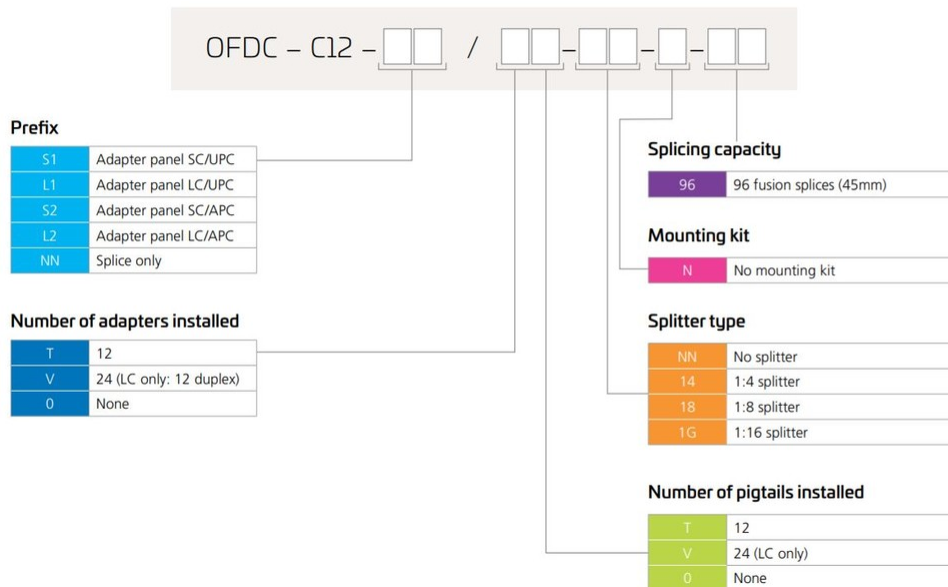 OFDC – C12 – / – – –
Prefix
S1 Adapter panel SC/UPC
L1 Adapter panel LC/UPC
S2 Adapter panel SC/APC
L2 Adapter panel LC/APC
NN Splice only
Number of adapters installed
T 12
V 24 (LC only: 12 duplex)
0 None
Splicing capacity
96 96 fusion splices (45mm)
Mounting kit
N No mounting kit
Splitter type
NN No splitter
14 1:4 splitter
18 1:8 splitter
1G 1:16 splitter
Number of pigtails installed
T 12
V 24 (LC only)
0 None